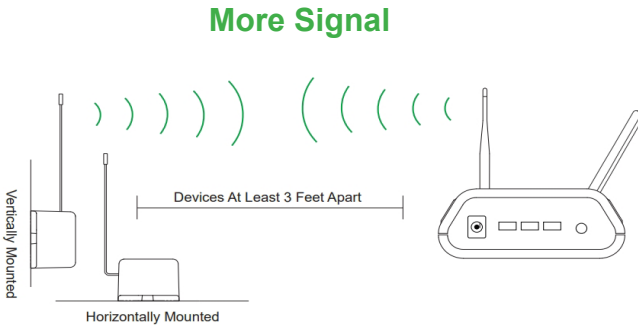 More Signal
Devices At Least 3 Feet Apart
Vertically Mounted
Horizontally Mounted